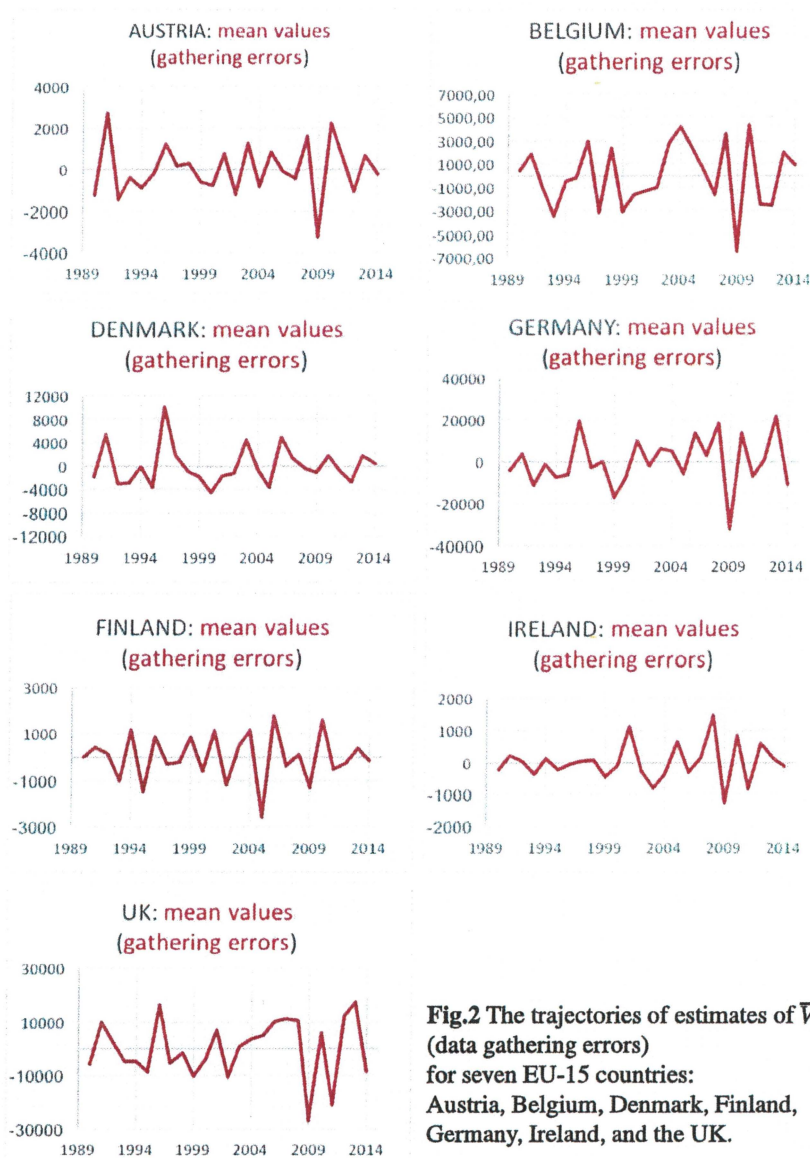 AUSTRIA: mean values
(gathering errors)
4000
2000
0
-2000
-4000
1989 1994 1999 2004 2009 2014
BELGIUM: mean values
(gathering errors)
7000,00
5000,00
3000,00
1000,00
-1000,00
-3000,00
-5000,00
-7000,00
1989 1994 1999 2004 2009 2014
DENMARK: mean values
(gathering errors)
12000
8000
4000
0
-4000
-8000
-12000
1989 1994 1999 2004 2009 2014
GERMANY: mean values
(gathering errors)
40000
20000
0
-20000
-40000
1989 1994 1999 2004 2009 2014
FINLAND: mean values
(gathering errors)
3000
1000
-1000
-3000
1989 1994 1999 2004 2009 2014
IRELAND: mean values
(gathering errors)
2000
1000
0
-1000
-2000
1989 1994 1999 2004 2009 2014
UK: mean values
(gathering errors)
30000
10000
-10000
-30000
1989 1994 1999 2004 2009 2014
Fig.2 The trajectories of estimates of
(data gathering errors)
for seven EU-15 countries:
Austria, Belgium, Denmark, Finland,
Germany, Ireland, and the UK.